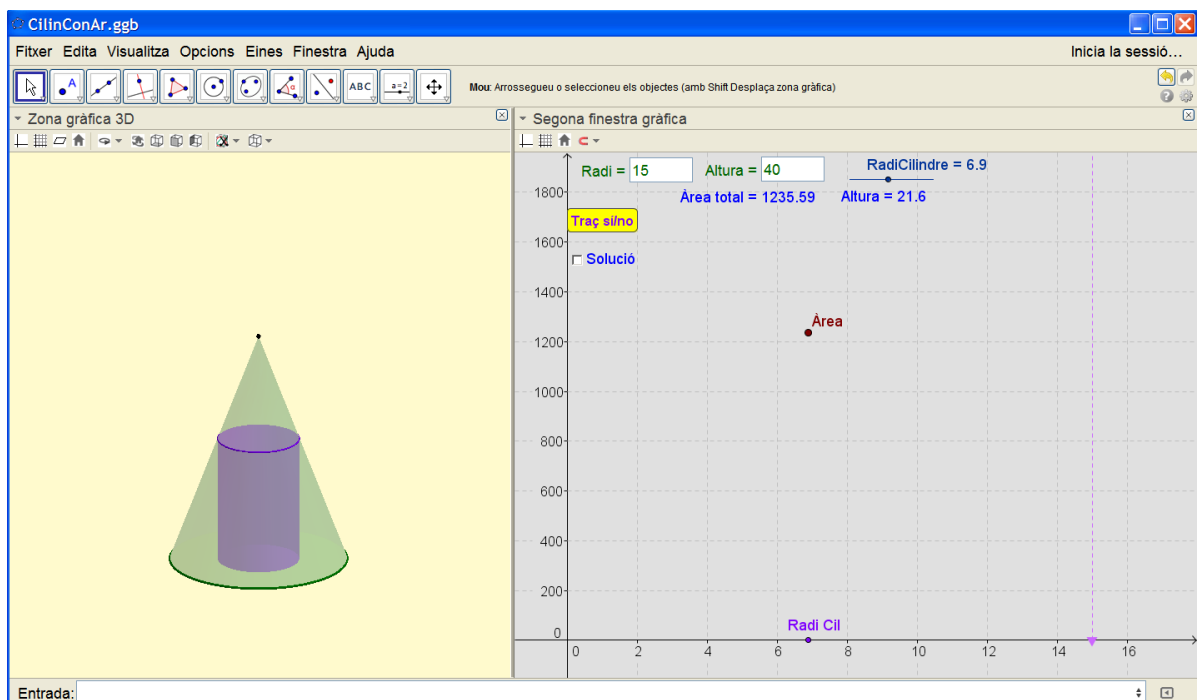 CilinConAr.ggb
Fitxer Edita Visualitza Opcions Eines Finestra Ajuda Inicia la sessió...
A α ABC a=2 Mou: Arrossegueu o seleccioneu els objectes (amb Shift Desplaça zona gràfica)
Zona gràfica 3D
Segona finestra gràfica
Radi = 15 Altura = 40 RadiCilindre = 6.9
Àrea total = 1235.59 Altura = 21.6
Traç si/no
Solució
Àrea
Radi Cil
1800
1600
1400
1200
1000
800
600
400
200
0
0 2 4 6 8 10 12 14 16
Entrada: